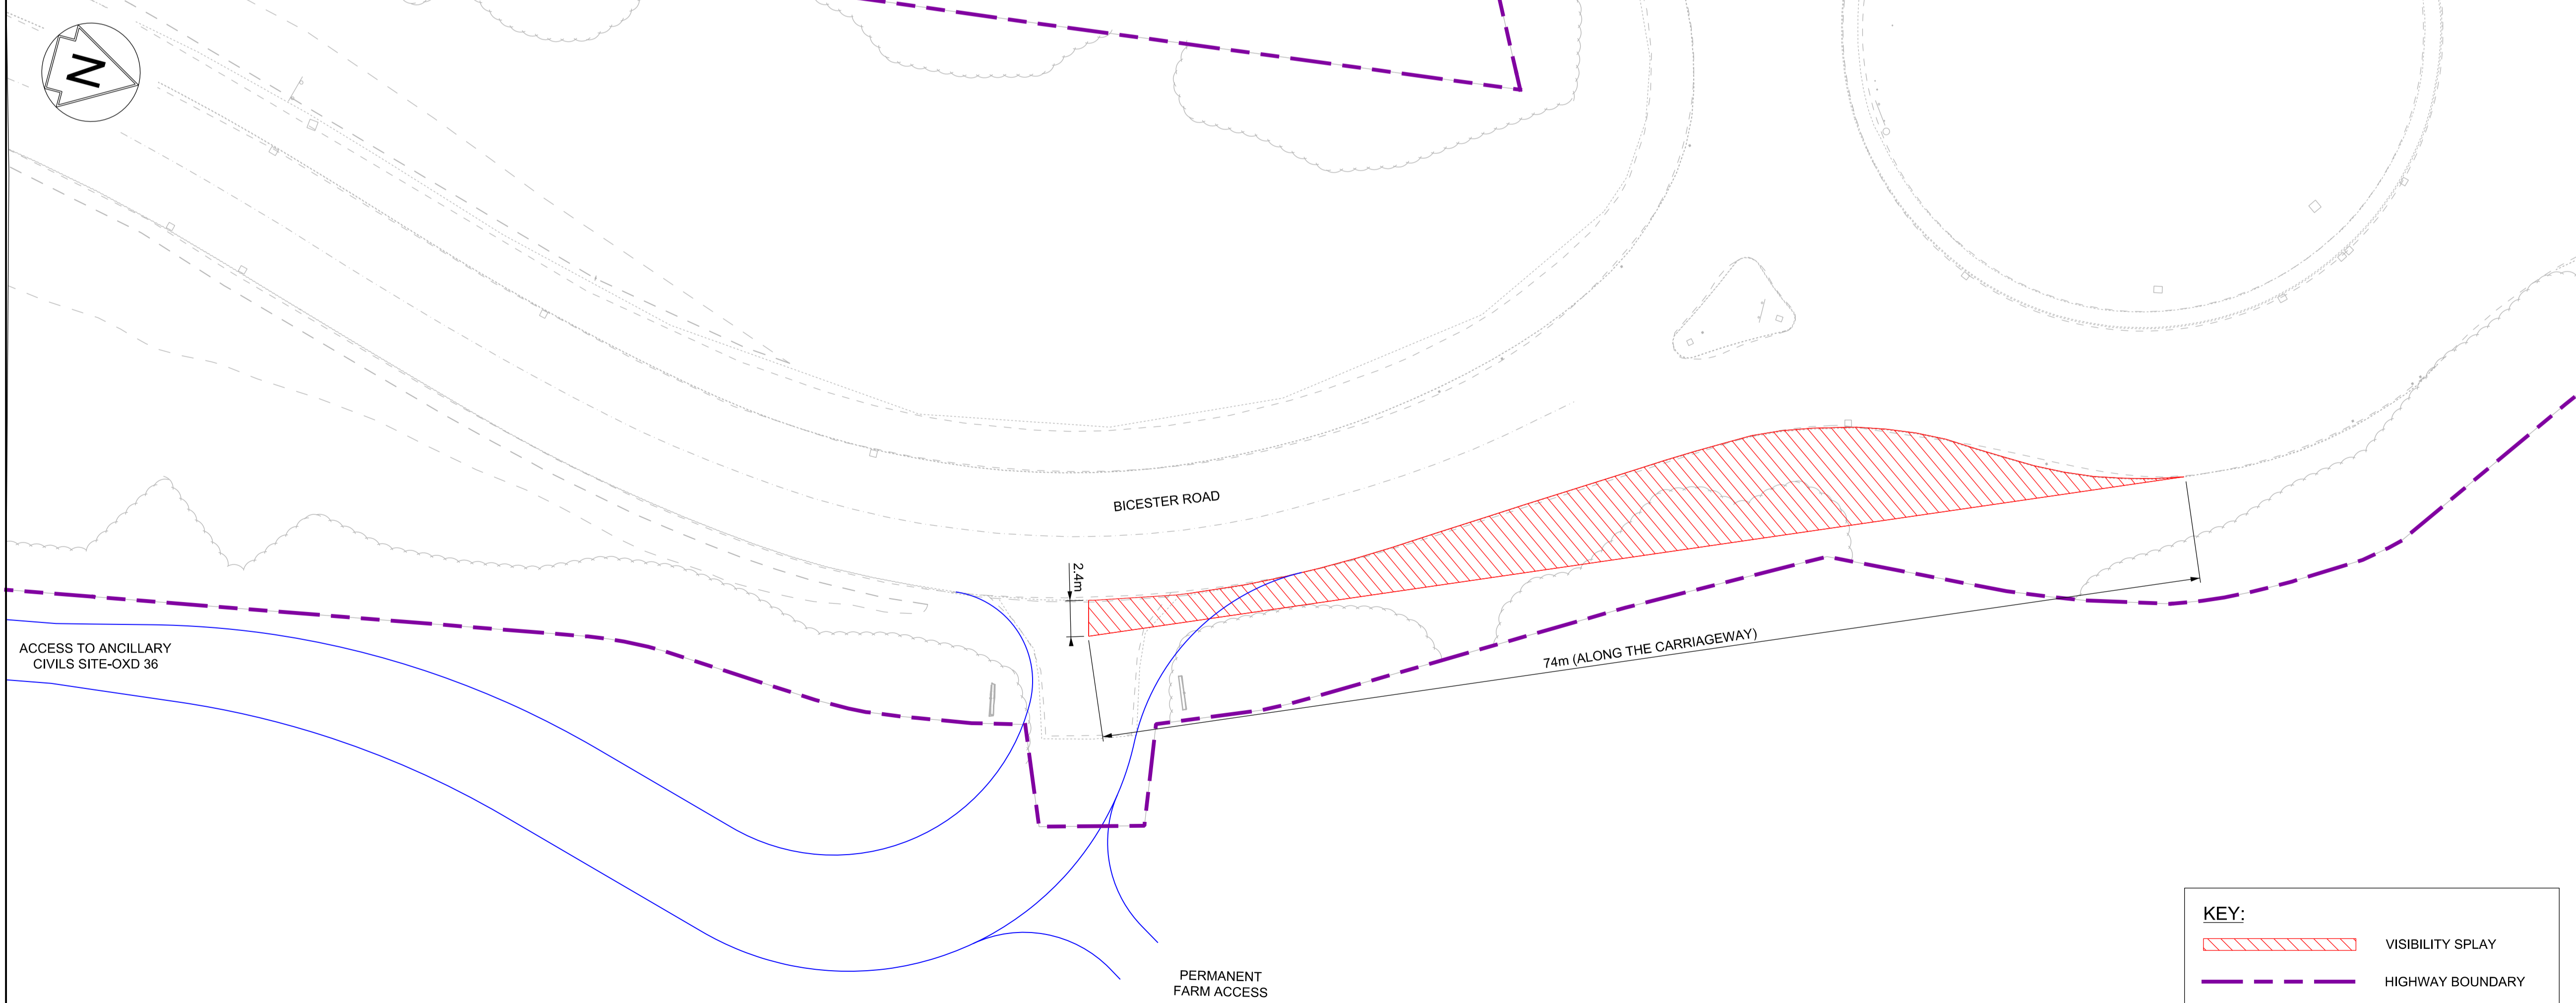 N
BICESTER ROAD
2.4m
74m (ALONG THE CARRIAGEWAY)
ACCESS TO ANCILLARY
CIVILS SITE-OXD 36
PERMANENT
FARM ACCESS
KEY:
VISIBILITY SPLAY
HIGHWAY BOUNDARY